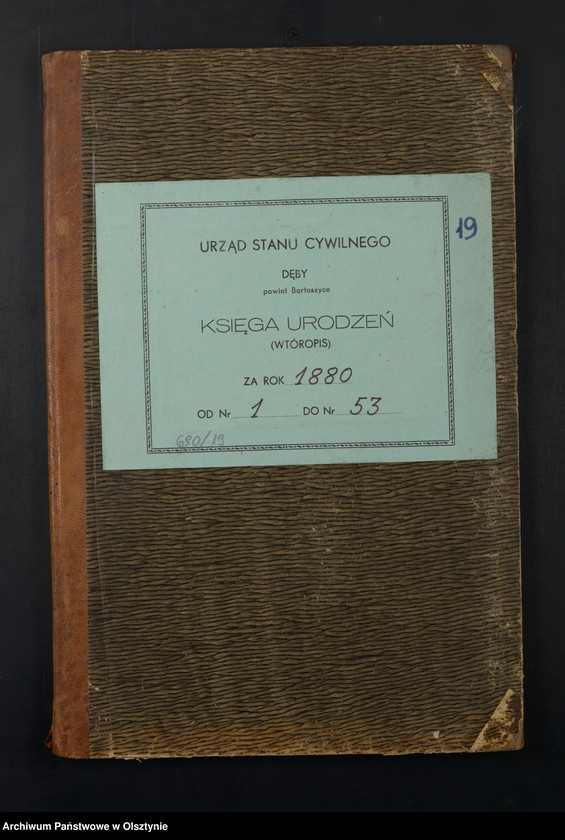 19
URZĄD STANU CYWILNEGO
DĘBY
powiat Bartoszyce
KSIĘGA URODZEŃ
(WTÓROPIS)
ZA ROK 1880
OD Nr 1 DO Nr 53
680/19
Archiwum Państwowe w Olsztynie